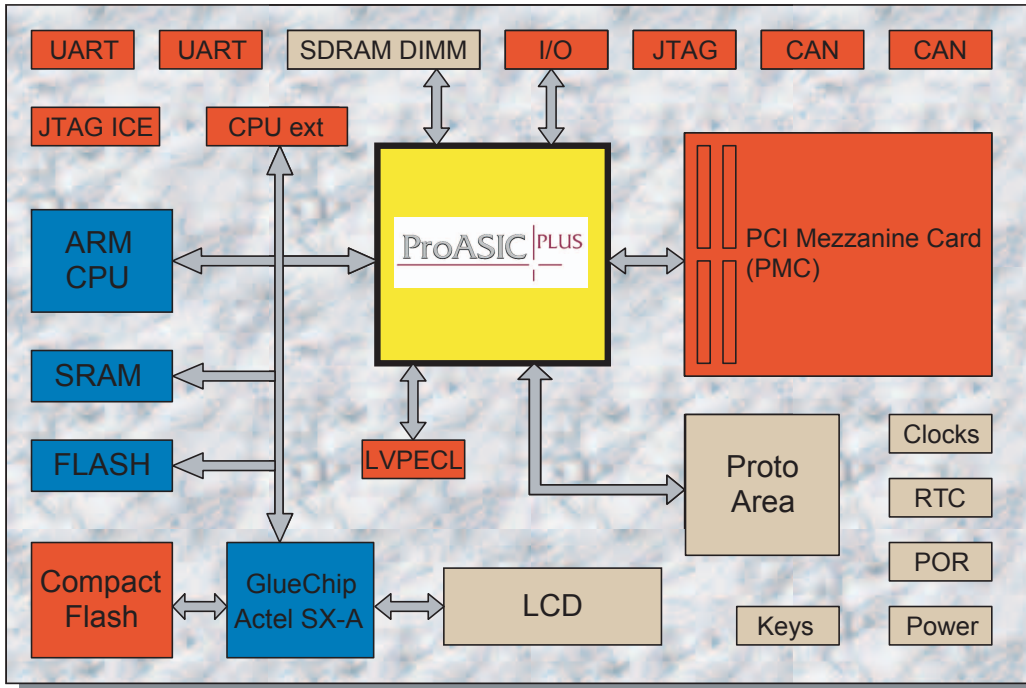 UART
UART
SDRAM DIMM
I/O
JTAG
CAN
CAN
JTAG ICE
CPU ext
ARM
CPU
ProASIC PLUS
PCI Mezzanine Card
(PMC)
SRAM
FLASH
LVPECL
Proto
Area
Clocks
RTC
POR
Compact
Flash
GlueChip
Actel SX-A
LCD
Keys
Power